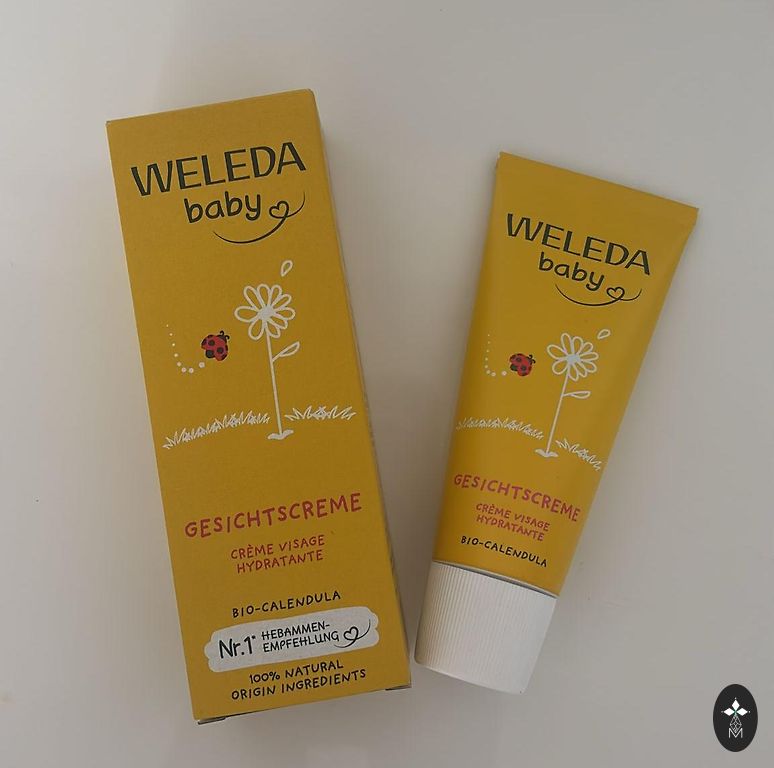 WELEDA
baby
GESICHTSCREME
CRÈME VISAGE
HYDRATANTE
BIO-CALENDULA
Nr.1* HEBAMMEN-
EMPFEHLUNG
100% NATURAL
ORIGIN INGREDIENTS
WELEDA
baby
GESICHTSCREME
CRÈME VISAGE
HYDRATANTE
BIO-CALENDULA
M